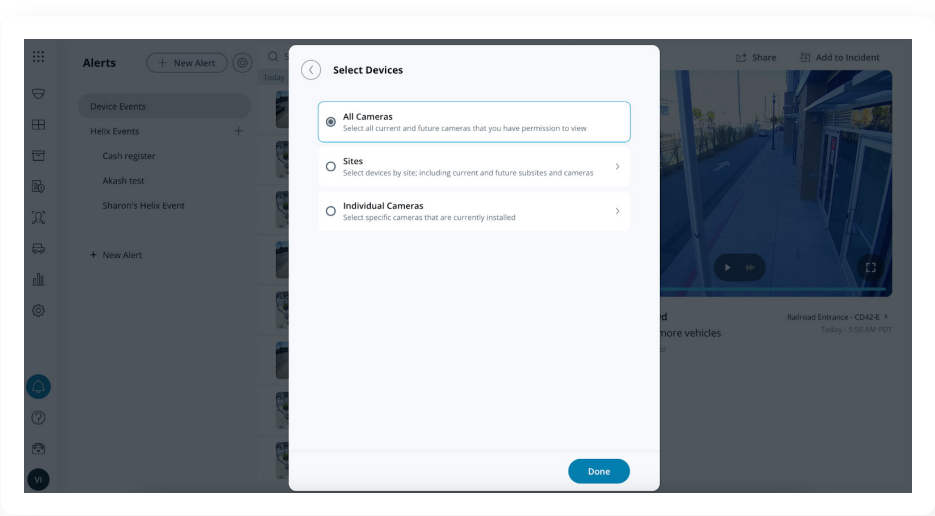 Alerts
+ New Alert
Today
Device Events
Helix Events
Cash register
Akash test
Sharon's Helix Event
+ New Alert
VI
Select Devices
All Cameras
Select all current and future cameras that you have permission to view
Sites
Select devices by site; including current and future subsites and cameras
Individual Cameras
Select specific cameras that are currently installed
Done
Share
Add to Incident
Railroad Entrance - CD42-E >
more vehicles
Today - 9:50 AM PDT